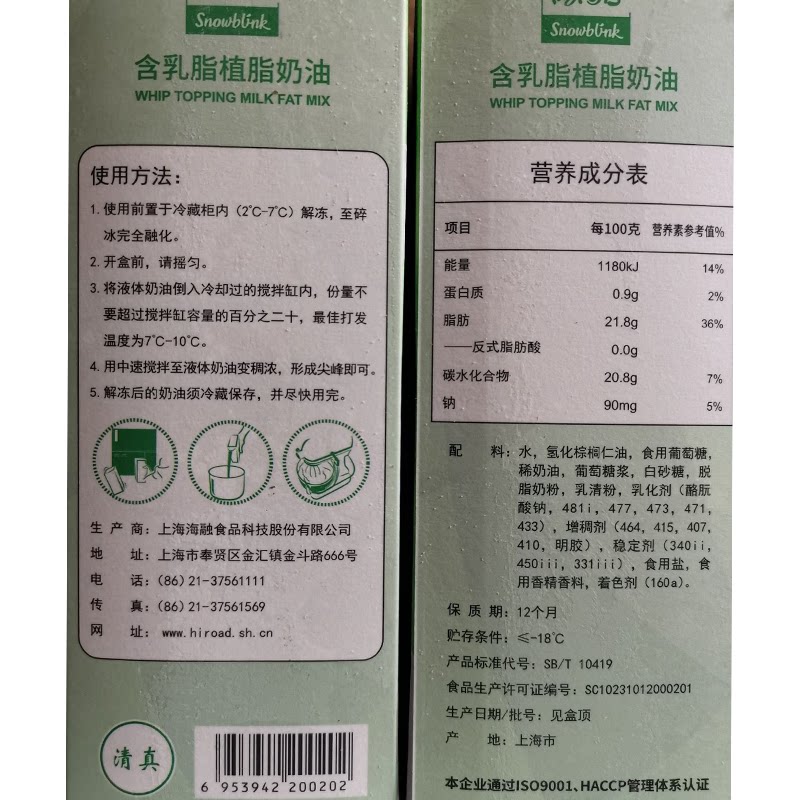 Snowblink
含乳脂植脂奶油
WHIP TOPPING MILK FAT MIX
使用方法：
1. 使用前置于冷藏柜内（2℃-7℃）解冻，至碎
冰完全融化。
2. 开盒前，请摇匀。
3. 将液体奶油倒入冷却过的搅拌缸内，份量不
要超过搅拌缸容量的百分之二十，最佳打发
温度为7℃-10℃。
4. 用中速搅拌至液体奶油变稠浓，形成尖峰即可。
5. 解冻后的奶油须冷藏保存，并尽快用完。
生产商：上海海融食品科技股份有限公司
地 址：上海市奉贤区金汇镇金斗路666号
电 话：(86)21-37561111
传 真：(86)21-37561569
网 址：www.hiroad.sh.cn
清真
6 953942 200202
Snowblink
含乳脂植脂奶油
WHIP TOPPING MILK FAT MIX
营养成分表
项目 每100克 营养素参考值%
能量 1180kJ 14%
蛋白质 0.9g 2%
脂肪 21.8g 36%
——反式脂肪酸 0.0g
碳水化合物 20.8g 7%
钠 90mg 5%
配 料：水，氢化棕榈仁油，食用葡萄糖，
稀奶油，葡萄糖浆，白砂糖，脱
脂奶粉，乳清粉，乳化剂（酪朊
酸钠，481i，477，473，471，
433），增稠剂（464，415，407，
410，明胶），稳定剂（340ii，
450iii，331iii），食用盐，食
用香精香料，着色剂（160a）。
保 质 期：12个月
贮存条件：≤-18℃
产品标准代号：SB/T 10419
食品生产许可证编号：SC10231012000201
生产日期/批号：见盒顶
产 地：上海市
本企业通过ISO9001、HACCP管理体系认证